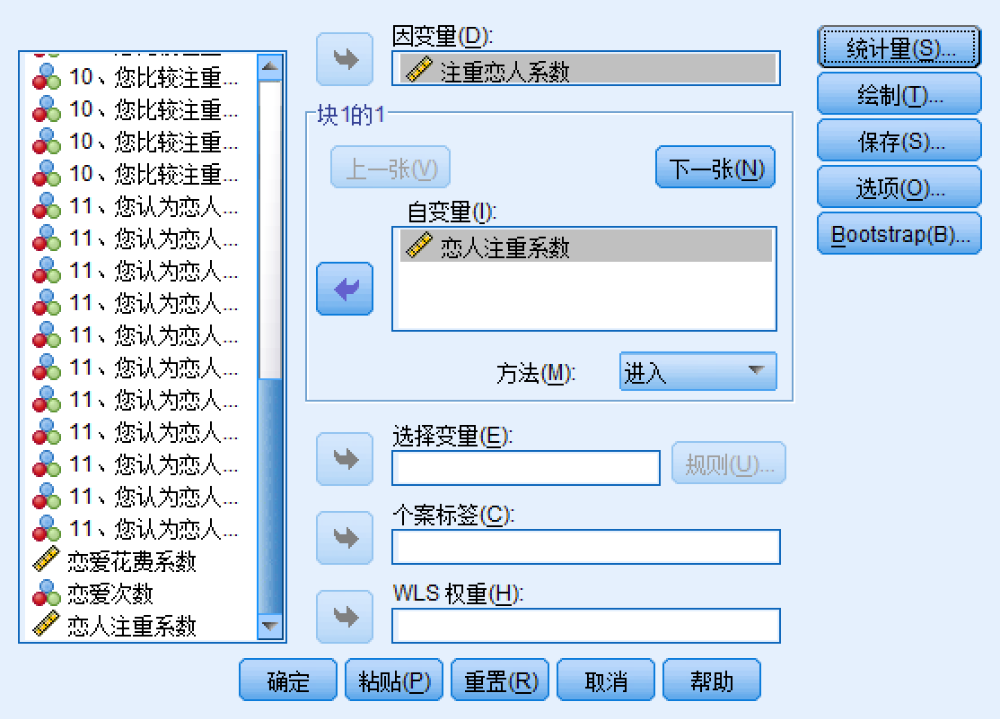 10、您比较注重...
10、您比较注重...
10、您比较注重...
10、您比较注重...
11、您认为恋人...
11、您认为恋人...
11、您认为恋人...
11、您认为恋人...
11、您认为恋人...
11、您认为恋人...
11、您认为恋人...
11、您认为恋人...
11、您认为恋人...
11、您认为恋人...
11、您认为恋人...
恋爱花费系数
恋爱次数
恋人注重系数
因变量(D):
注重恋人系数
块1的1
上一张(V)
下一张(N)
自变量(I):
恋人注重系数
方法(M):
进入
选择变量(E):
规则(U)...
个案标签(C):
WLS 权重(H):
统计量(S)...
绘制(T)...
保存(S)...
选项(O)...
Bootstrap(B)...
确定
粘贴(P)
重置(R)
取消
帮助